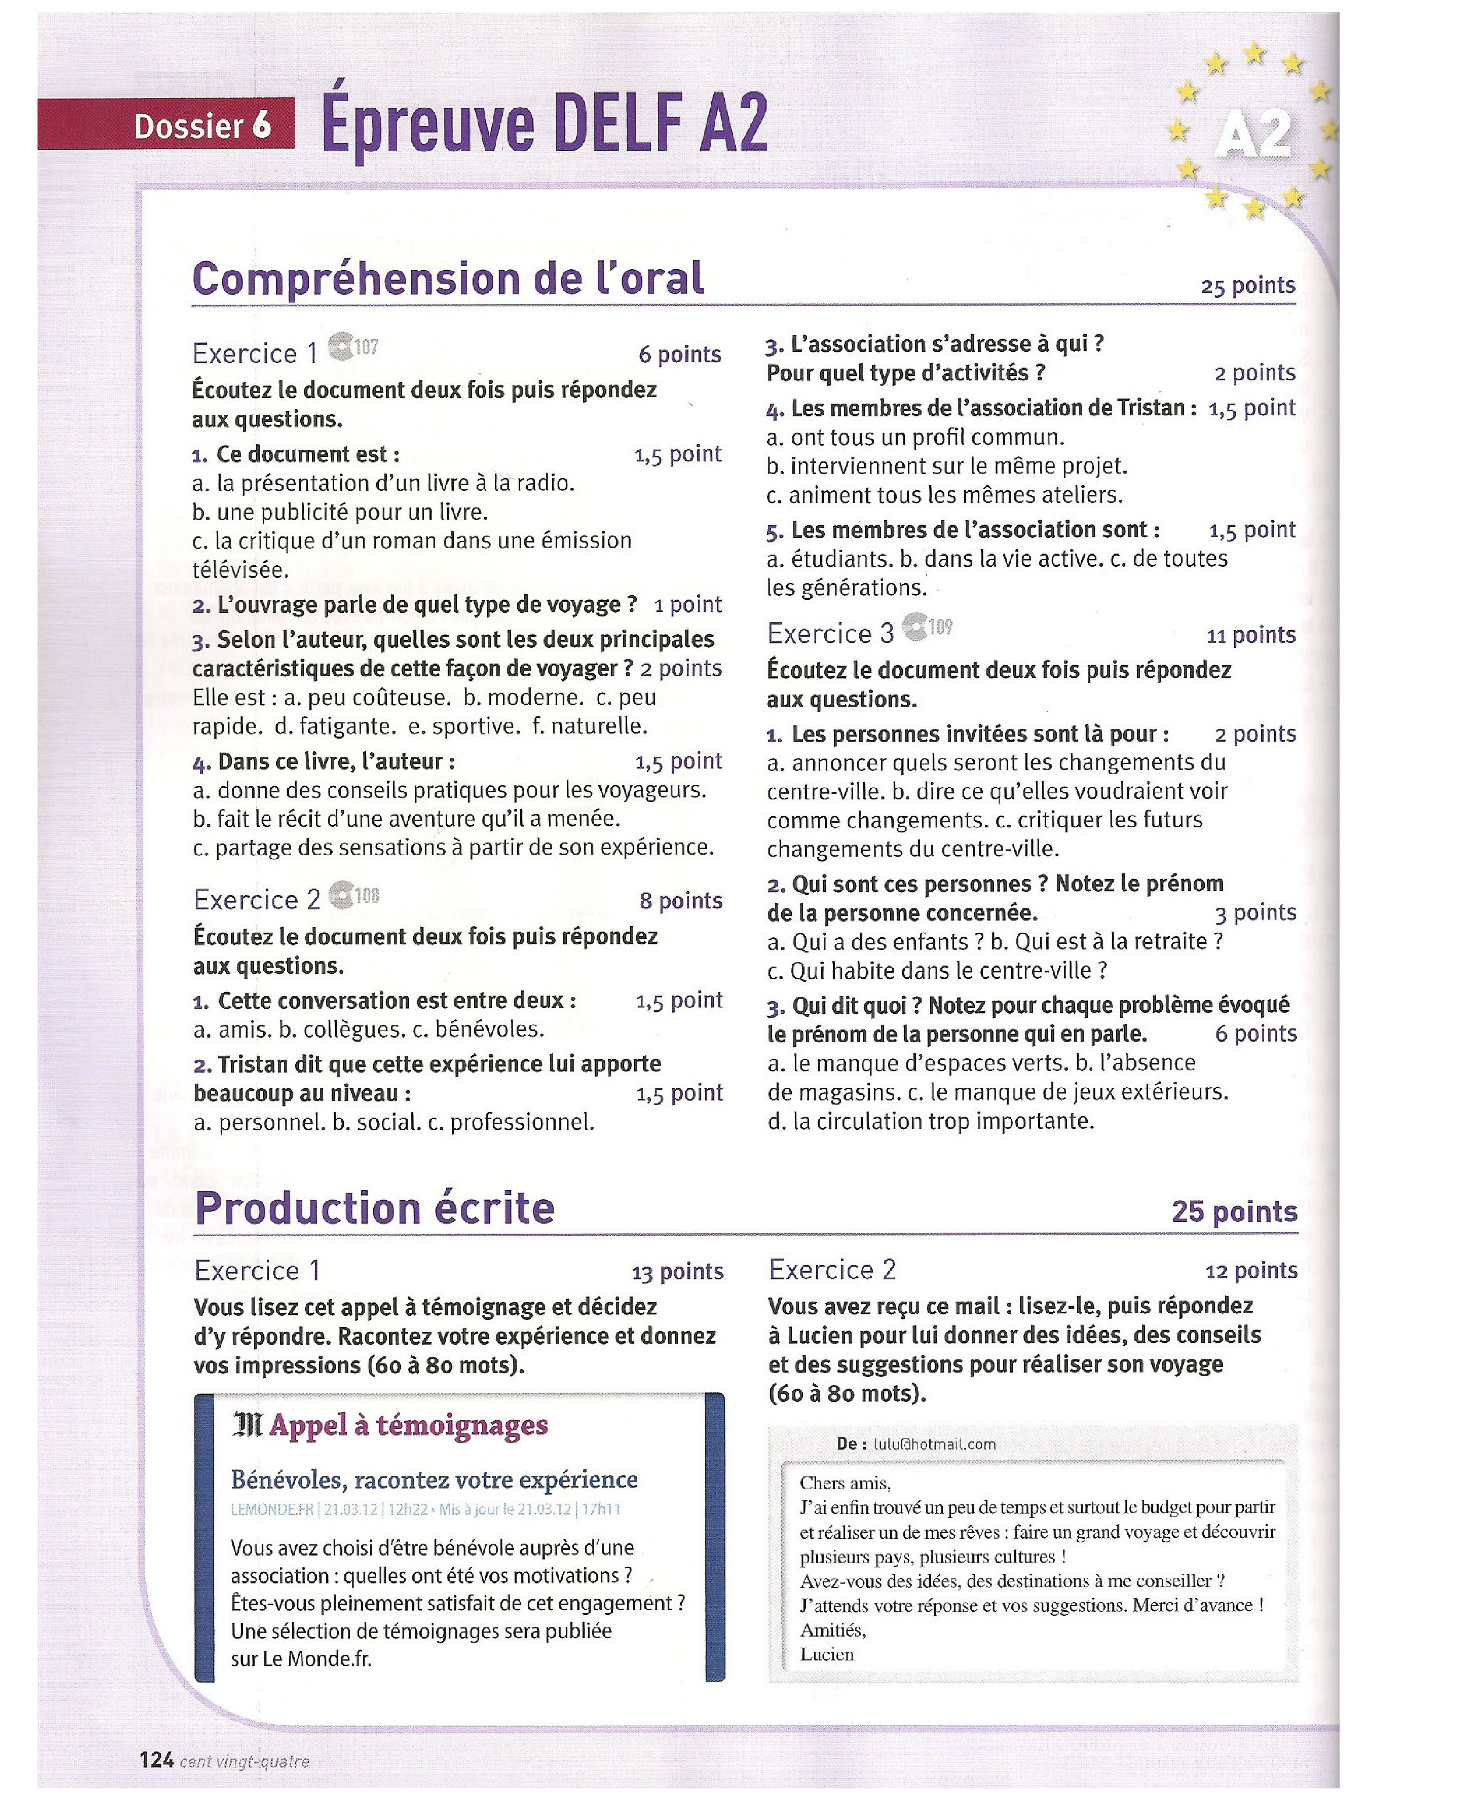 Dossier 6
Épreuve DELF A2
A2
Compréhension de l'oral
25 points
Exercice 1 107
6 points
Écoutez le document deux fois puis répondez
aux questions.
1. Ce document est : 1,5 point
a. la présentation d'un livre à la radio.
b. une publicité pour un livre.
c. la critique d'un roman dans une émission
télévisée.
2. L'ouvrage parle de quel type de voyage ? 1 point
3. Selon l'auteur, quelles sont les deux principales
caractéristiques de cette façon de voyager ? 2 points
Elle est : a. peu coûteuse. b. moderne. c. peu
rapide. d. fatigante. e. sportive. f. naturelle.
4. Dans ce livre, l'auteur : 1,5 point
a. donne des conseils pratiques pour les voyageurs.
b. fait le récit d'une aventure qu'il a menée.
c. partage des sensations à partir de son expérience.
Exercice 2 108
8 points
Écoutez le document deux fois puis répondez
aux questions.
1. Cette conversation est entre deux : 1,5 point
a. amis. b. collègues. c. bénévoles.
2. Tristan dit que cette expérience lui apporte
beaucoup au niveau : 1,5 point
a. personnel. b. social. c. professionnel.
3. L'association s'adresse à qui ?
Pour quel type d'activités ? 2 points
4. Les membres de l'association de Tristan : 1,5 point
a. ont tous un profil commun.
b. interviennent sur le même projet.
c. animent tous les mêmes ateliers.
5. Les membres de l'association sont : 1,5 point
a. étudiants. b. dans la vie active. c. de toutes
les générations.
Exercice 3 109
11 points
Écoutez le document deux fois puis répondez
aux questions.
1. Les personnes invitées sont là pour : 2 points
a. annoncer quels seront les changements du
centre-ville. b. dire ce qu'elles voudraient voir
comme changements. c. critiquer les futurs
changements du centre-ville.
2. Qui sont ces personnes ? Notez le prénom
de la personne concernée. 3 points
a. Qui a des enfants ? b. Qui est à la retraite ?
c. Qui habite dans le centre-ville ?
3. Qui dit quoi ? Notez pour chaque problème évoqué
le prénom de la personne qui en parle. 6 points
a. le manque d'espaces verts. b. l'absence
de magasins. c. le manque de jeux extérieurs.
d. la circulation trop importante.
Production écrite
25 points
Exercice 1
13 points
Vous lisez cet appel à témoignage et décidez
d'y répondre. Racontez votre expérience et donnez
vos impressions (60 à 80 mots).
M Appel à témoignages
Bénévoles, racontez votre expérience
LEMONDE.FR | 21.03.12 | 12h22 • Mis à jour le 21.03.12 | 17h11
Vous avez choisi d'être bénévole auprès d'une
association : quelles ont été vos motivations ?
Êtes-vous pleinement satisfait de cet engagement ?
Une sélection de témoignages sera publiée
sur Le Monde.fr.
Exercice 2
12 points
Vous avez reçu ce mail : lisez-le, puis répondez
à Lucien pour lui donner des idées, des conseils
et des suggestions pour réaliser son voyage
(60 à 80 mots).
De : lulu@hotmail.com
Chers amis,
J'ai enfin trouvé un peu de temps et surtout le budget pour partir
et réaliser un de mes rêves : faire un grand voyage et découvrir
plusieurs pays, plusieurs cultures !
Avez-vous des idées, des destinations à me conseiller ?
J'attends votre réponse et vos suggestions. Merci d'avance !
Amitiés,
Lucien
124 cent vingt-quatre